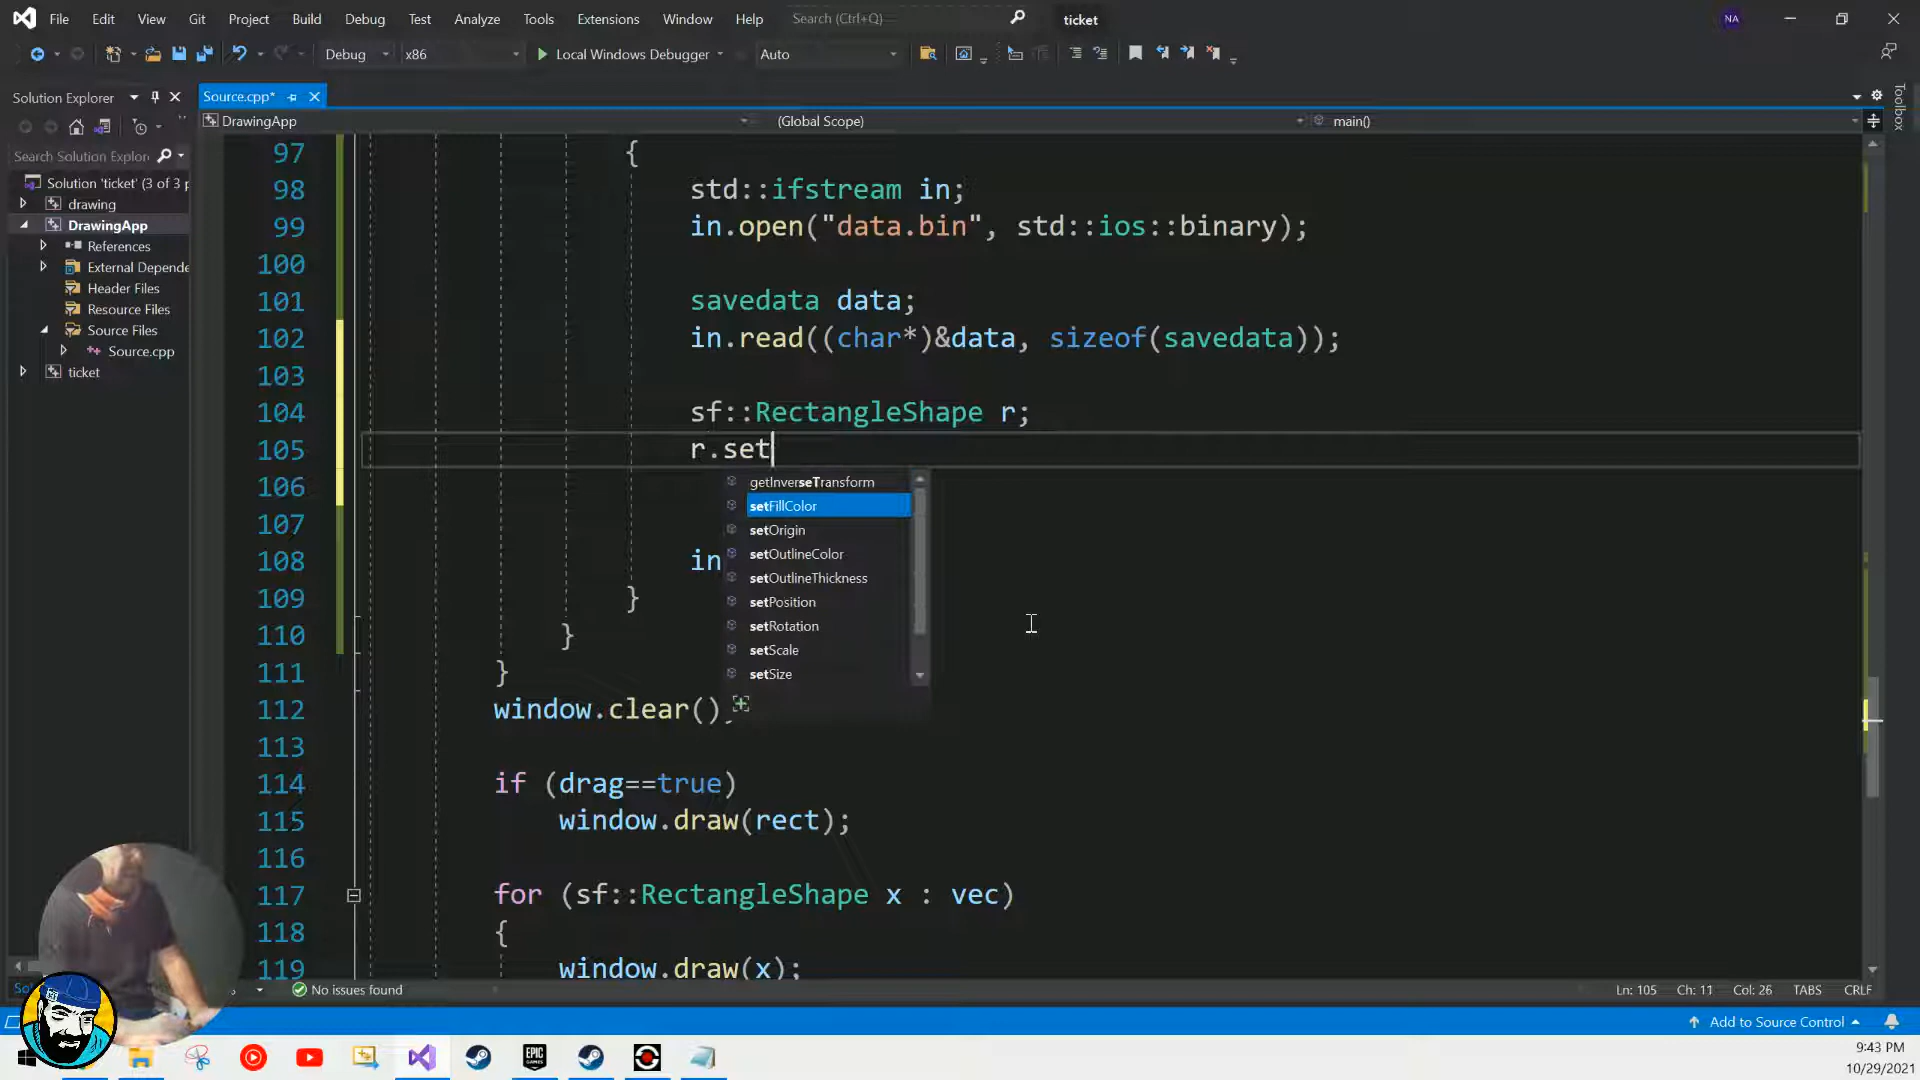 File Edit View Git Project Build Debug Test Analyze Tools Extensions Window Help Search (Ctrl+Q) ticket NA
Debug x86 Local Windows Debugger Auto
Solution Explorer
Source.cpp*
Toolbox
DrawingApp (Global Scope) main()
Search Solution Explor
Solution 'ticket' (3 of 3 p
drawing
DrawingApp
References
External Depende
Header Files
Resource Files
Source Files
Source.cpp
ticket
97 {
98 std::ifstream in;
99 in.open("data.bin", std::ios::binary);
100
101 savedata data;
102 in.read((char*)&data, sizeof(savedata));
103
104 sf::RectangleShape r;
105 r.set
106
107
108 in
109 }
110 }
111 }
112 window.clear();
113
114 if (drag==true)
115 window.draw(rect);
116
117 for (sf::RectangleShape x : vec)
118 {
119 window.draw(x);
getInverseTransform
setFillColor
setOrigin
setOutlineColor
setOutlineThickness
setPosition
setRotation
setScale
setSize
No issues found Ln: 105 Ch: 11 Col: 26 TABS CRLF
Add to Source Control
EPIC
GAMES
9:43 PM
10/29/2021